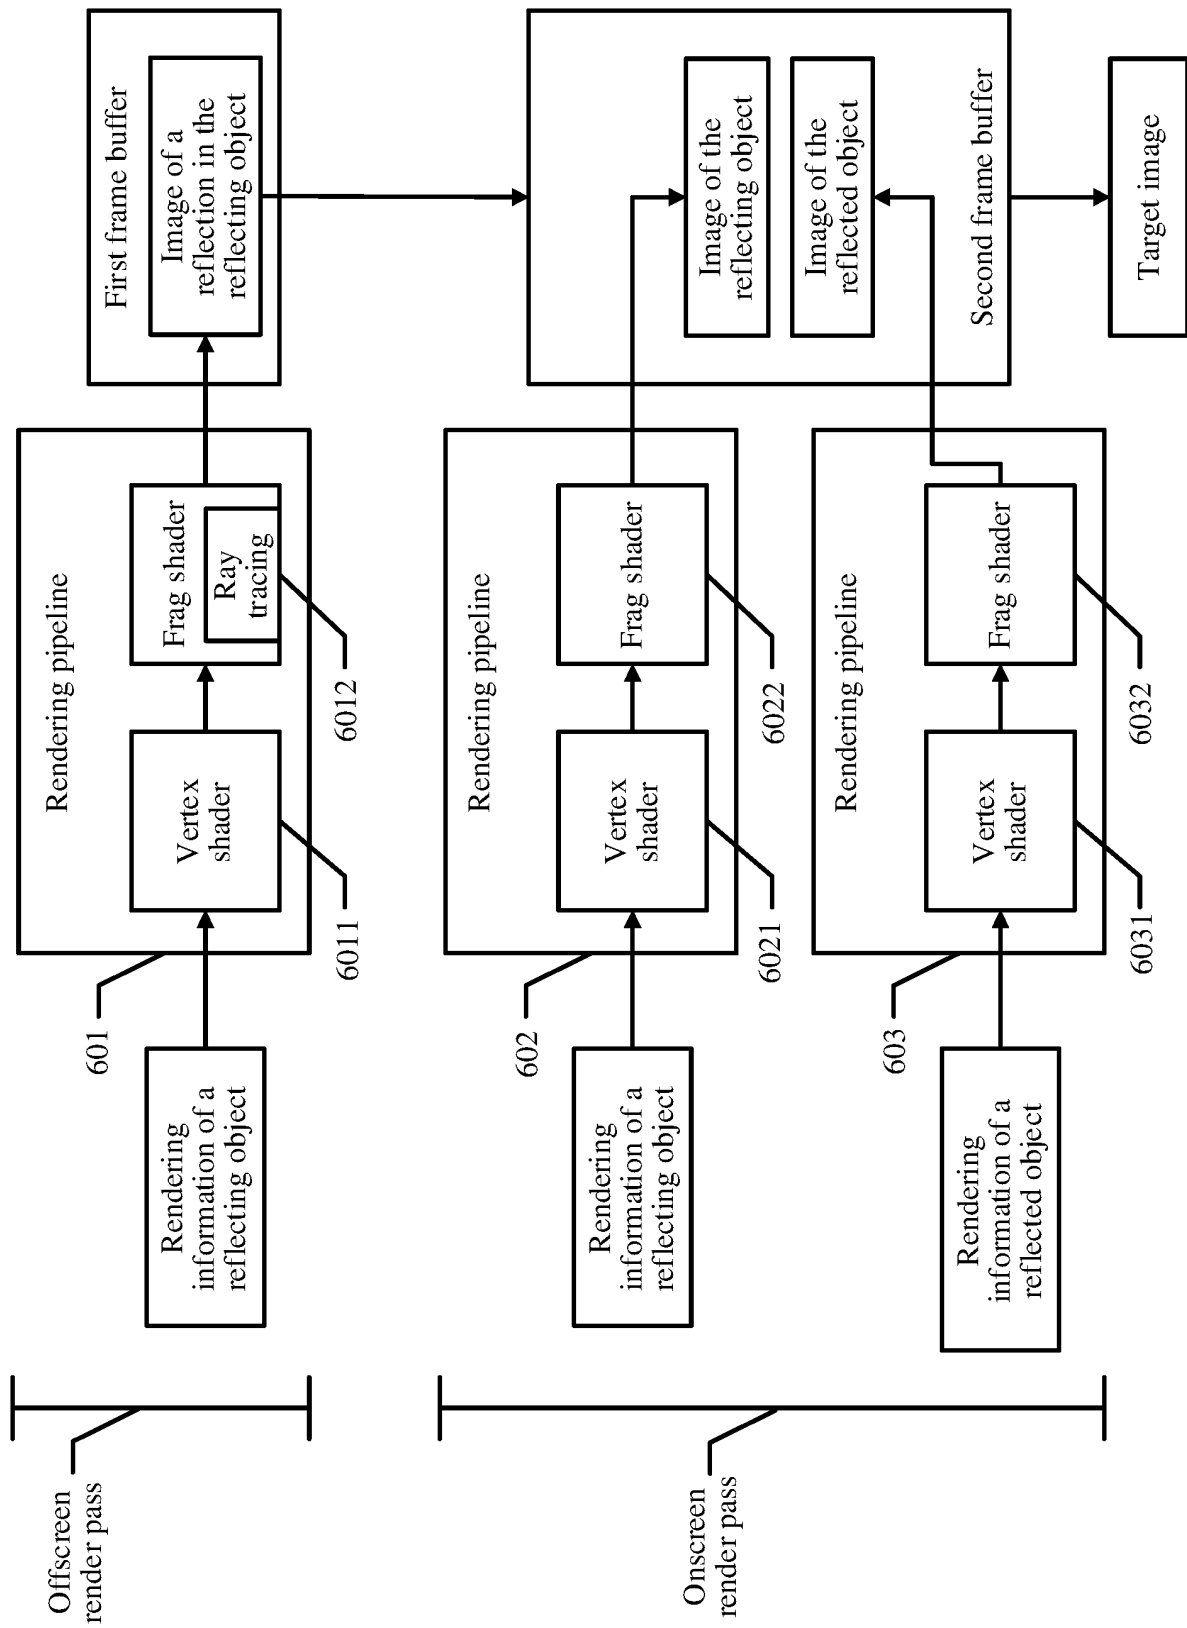 Offscreen
render pass
Rendering
information of a
reflecting object
601
Rendering pipeline
Vertex
shader
6011
Frag shader
Ray
tracing
6012
First frame buffer
Image of a
reflection in the
reflecting object
Onscreen
render pass
Rendering
information of a
reflecting object
602
Rendering pipeline
Vertex
shader
6021
Frag shader
6022
Rendering
information of a
reflected object
603
Rendering pipeline
Vertex
shader
6031
Frag shader
6032
Image of the
reflecting object
Image of the
reflected object
Second frame buffer
Target image